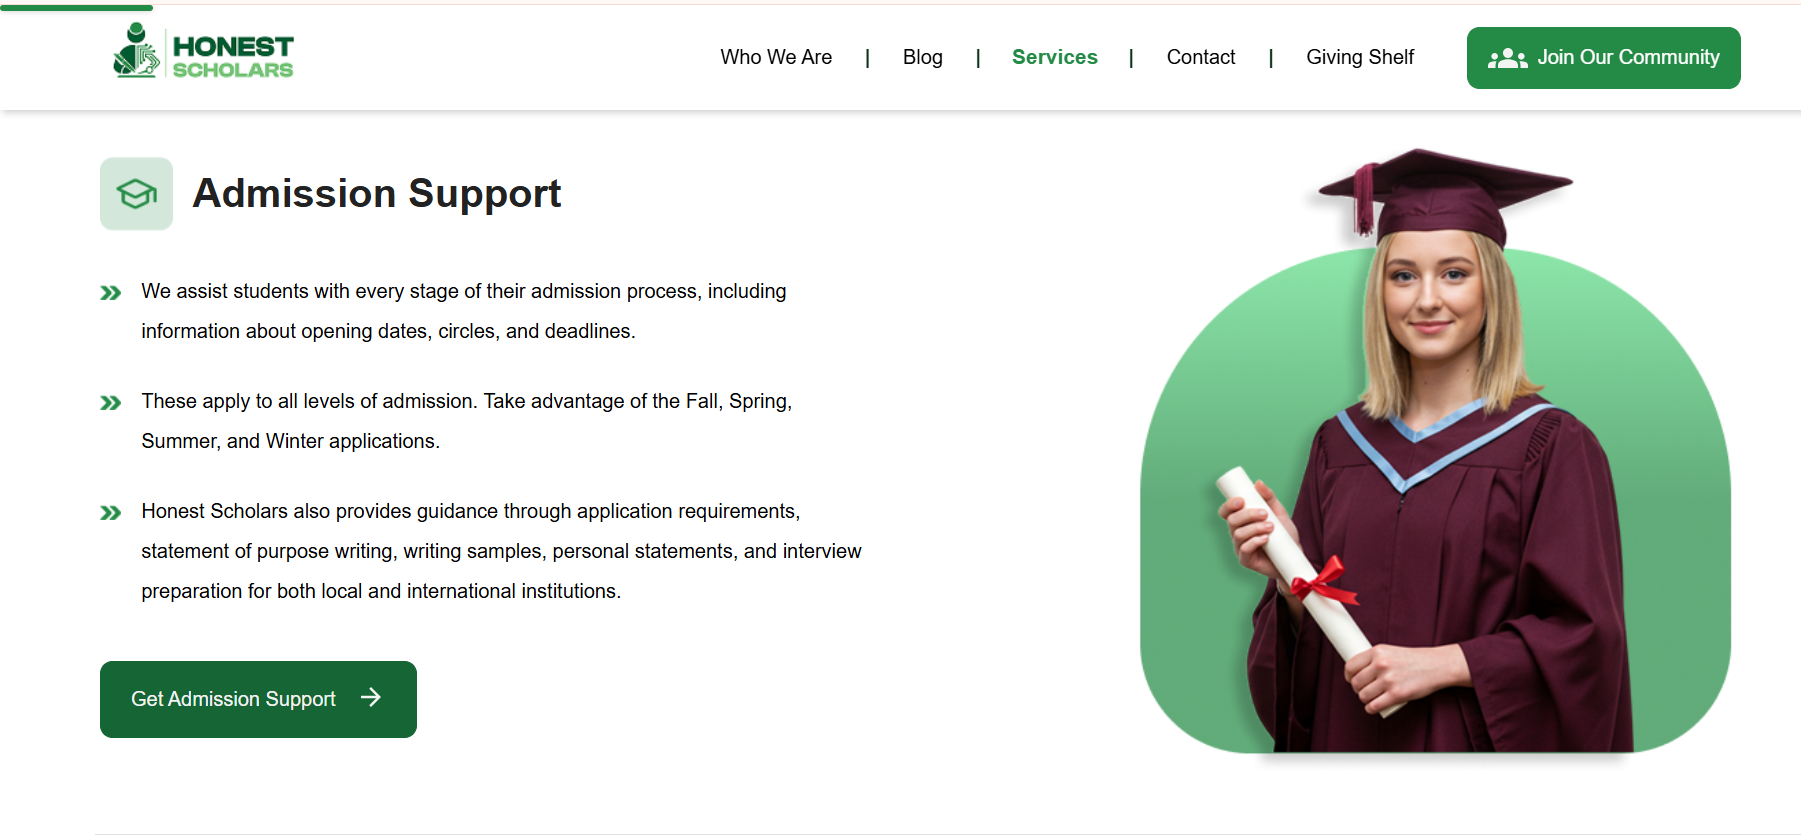 HONEST
SCHOLARS
Who We Are | Blog | Services | Contact | Giving Shelf
Join Our Community
Admission Support
We assist students with every stage of their admission process, including
information about opening dates, circles, and deadlines.
These apply to all levels of admission. Take advantage of the Fall, Spring,
Summer, and Winter applications.
Honest Scholars also provides guidance through application requirements,
statement of purpose writing, writing samples, personal statements, and interview
preparation for both local and international institutions.
Get Admission Support